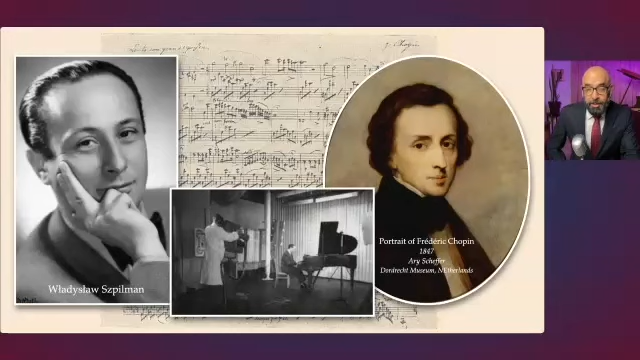 Władysław Szpilman
Portrait of Frédéric Chopin
1847
Ary Scheffer
Dordrecht Museum, NEtherlands